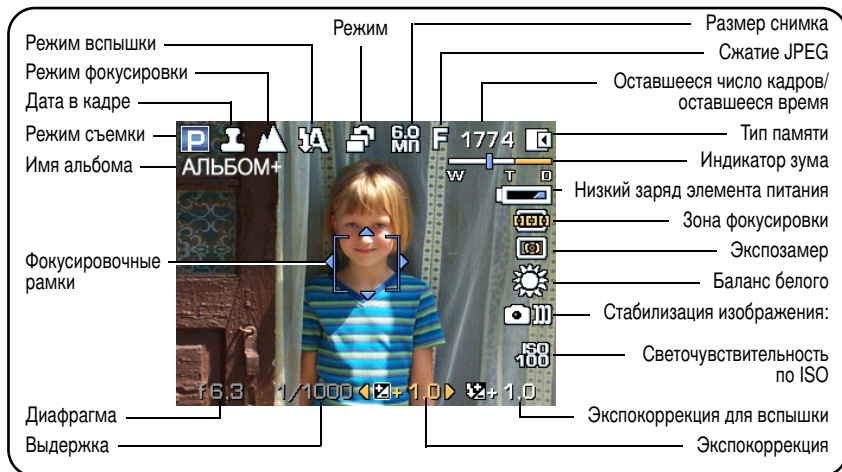 Режим вспышки
Режим фокусировки
Дата в кадре
Режим съемки
Имя альбома
Фокусировочные
рамки
Диафрагма
Выдержка
Режим
Размер снимка
Сжатие JPEG
Оставшееся число кадров/
оставшееся время
Тип памяти
Индикатор зума
Низкий заряд элемента питания
Зона фокусировки
Экспозамер
Баланс белого
Стабилизация изображения:
Светочувствительность
по ISO
Экспокоррекция для вспышки
Экспокоррекция
P
A
6.0
МП
F 1774
АЛЬБОМ+
W T D
ISO
100
f6,3 1/1000 + 1,0 + 1,0